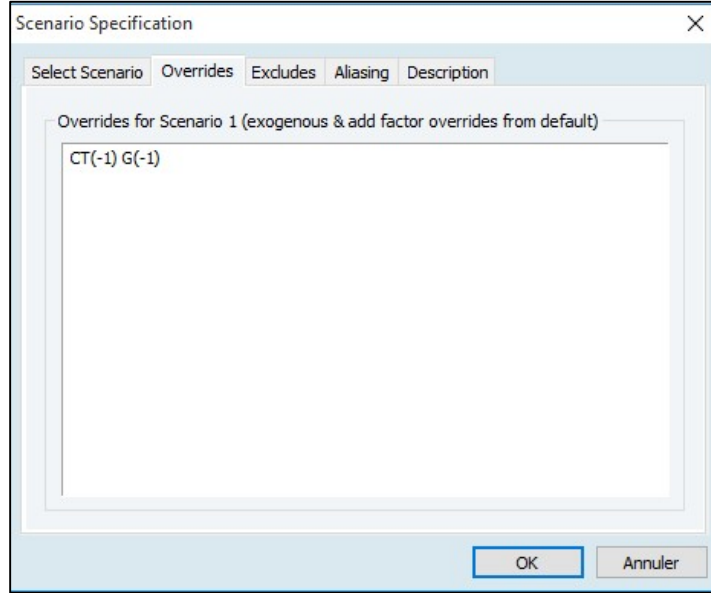 Scenario Specification
Select Scenario Overrides Excludes Aliasing Description
Overrides for Scenario 1 (exogenous & add factor overrides from default)
CT(-1) G(-1)
OK Annuler